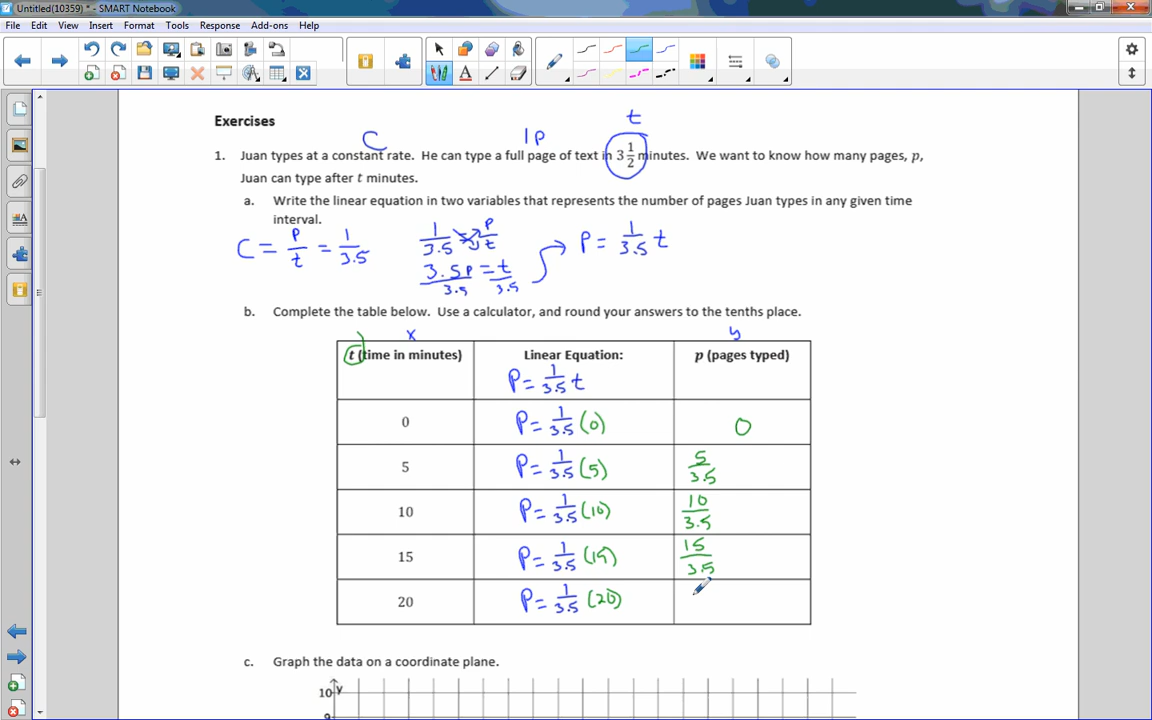 Untitled(10359) * - SMART Notebook
File Edit View Insert Format Tools Response Add-ons Help
Exercises
C 1P t
1. Juan types at a constant rate. He can type a full page of text in 3 1/2 minutes. We want to know how many pages, p,
Juan can type after t minutes.
a. Write the linear equation in two variables that represents the number of pages Juan types in any given time
interval.
C = P/t = 1/3.5
1/3.5 = P/t
3.5P/3.5 = t/3.5
P = 1/3.5 t
b. Complete the table below. Use a calculator, and round your answers to the tenths place.
x y
t (time in minutes) Linear Equation: p (pages typed)
P = 1/3.5 t
0 P = 1/3.5 (0) 0
5 P = 1/3.5 (5) 5/3.5
10 P = 1/3.5 (10) 10/3.5
15 P = 1/3.5 (15) 15/3.5
20 P = 1/3.5 (20)
c. Graph the data on a coordinate plane.
10 y
9